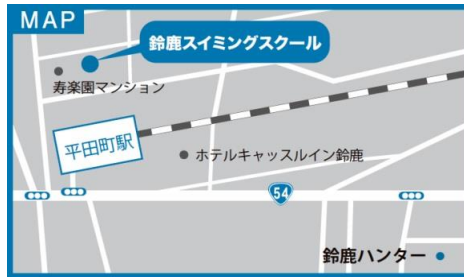 MAP
鈴鹿スイミングスクール
寿楽園マンション
平田町駅
ホテルキャッスルイン鈴鹿
54
鈴鹿ハンター